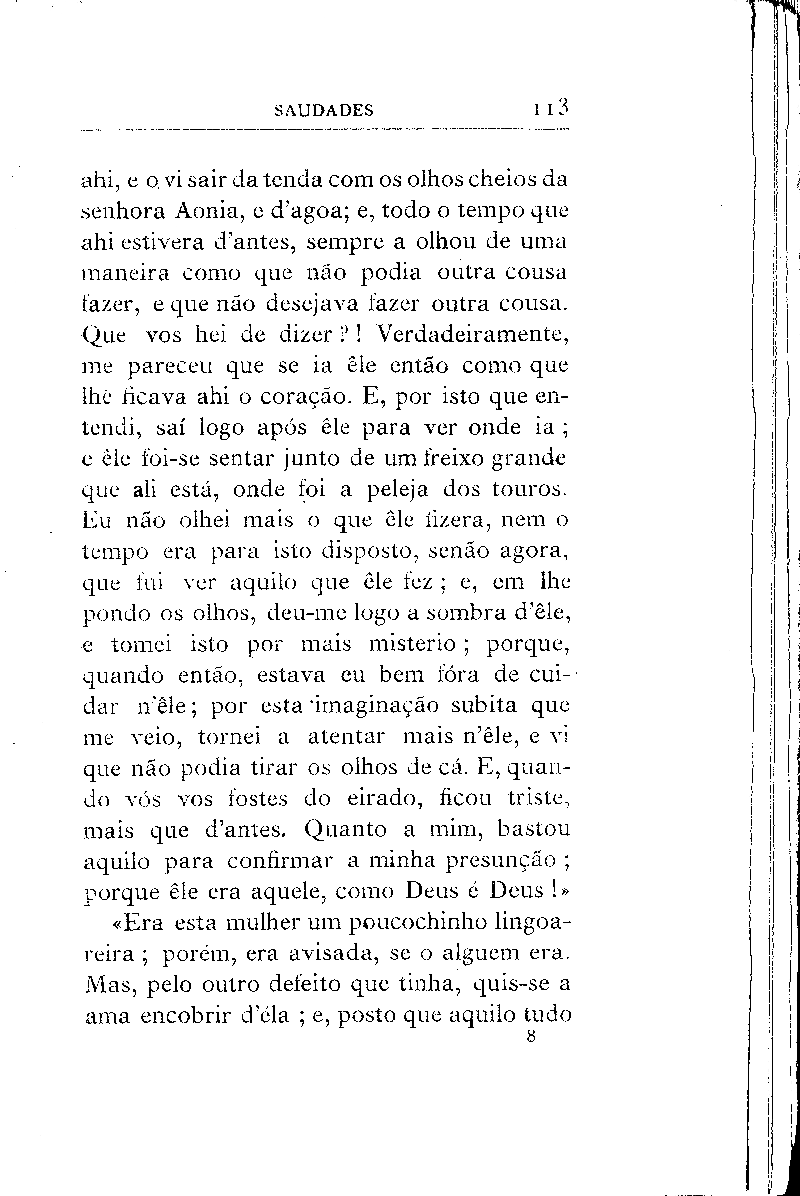 SAUDADES 113
ahi, e o vi sair da tenda com os olhos cheios da
senhora Aonia, e d'agoa; e, todo o tempo que
ahi estivera d'antes, sempre a olhou de uma
maneira como que não podia outra cousa
fazer, e que não desejava fazer outra cousa.
Que vos hei de dizer?! Verdadeiramente,
me pareceu que se ia êle então como que
lhe ficava ahi o coração. E, por isto que en-
tendi, saí logo após êle para ver onde ia ;
e êle foi-se sentar junto de um freixo grande
que ali está, onde foi a peleja dos touros.
Eu não olhei mais o que êle fizera, nem o
tempo era para isto disposto, senão agora,
que fui ver aquilo que êle fez ; e, em lhe
pondo os olhos, deu-me logo a sombra d'êle,
e tomei isto por mais misterio ; porque,
quando então, estava eu bem fóra de cui-
dar n'êle ; por esta imaginação subita que
me veio, tornei a atentar mais n'êle, e vi
que não podia tirar os olhos de cá. E, quan-
do vós vos fostes do eirado, ficou triste,
mais que d'antes. Quanto a mim, bastou
aquilo para confirmar a minha presunção ;
porque êle era aquele, como Deus é Deus !»
«Era esta mulher um poucochinho lingoa-
reira ; porém, era avisada, se o alguem era.
Mas, pelo outro defeito que tinha, quis-se a
ama encobrir d'éla ; e, posto que aquilo tudo
8